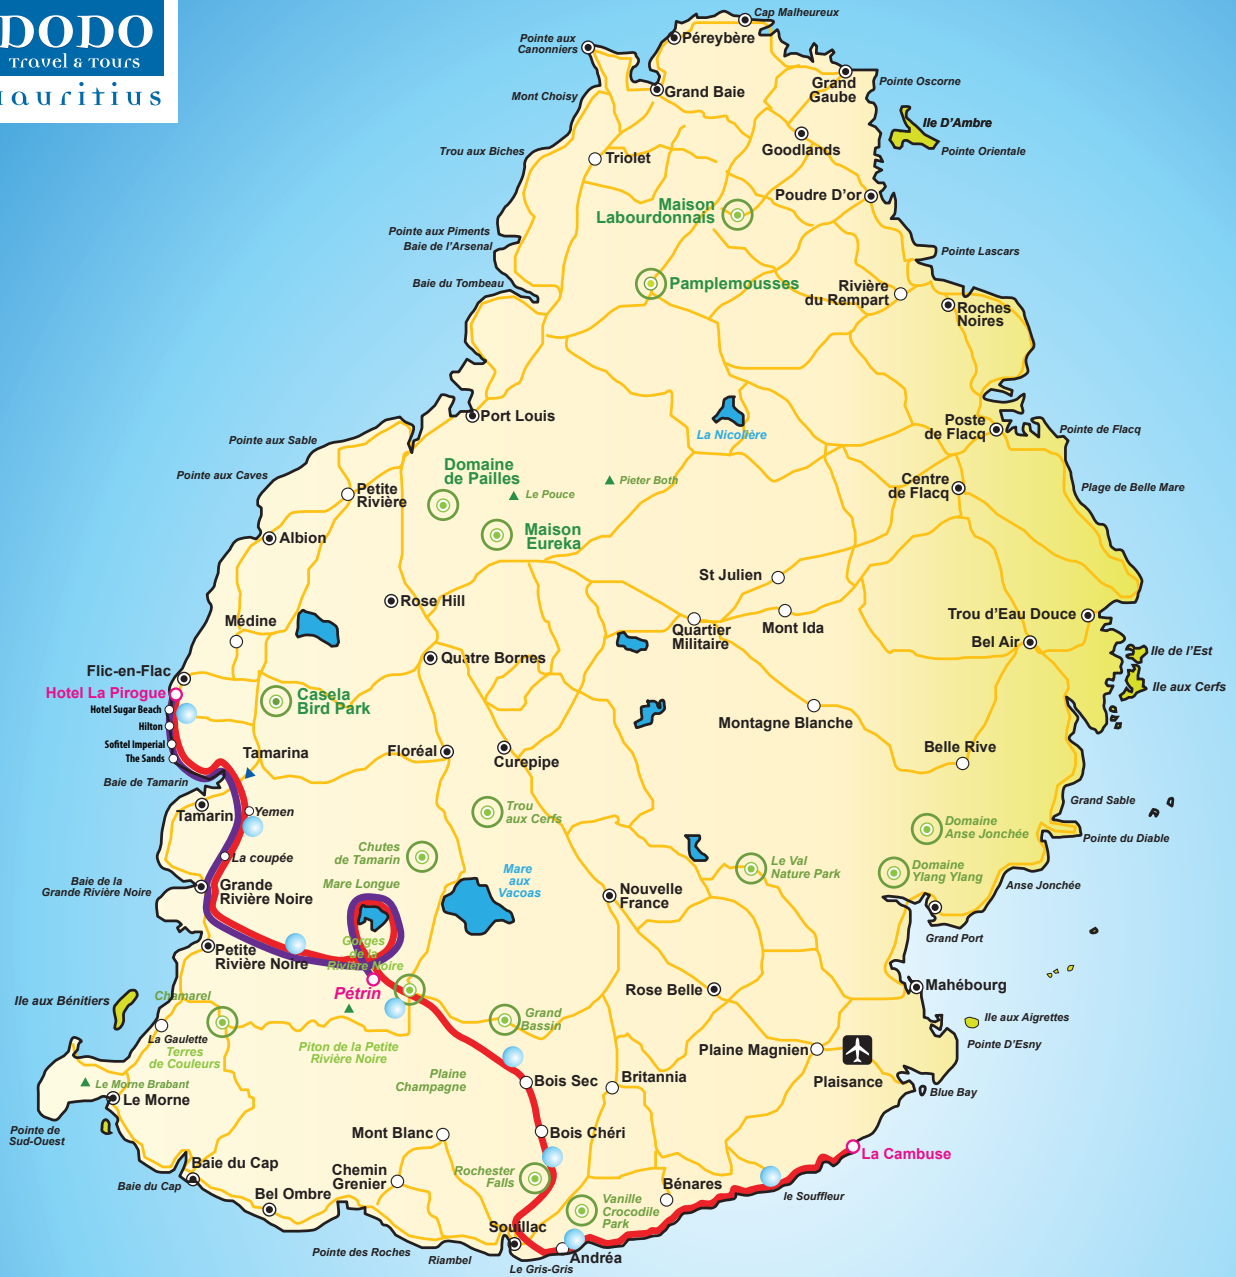 DODO
Travel & Tours
Mauritius
Cap Malheureux
Pointe aux
Canonniers
Péreybère
Grand
Gaube
Pointe Oscorne
Mont Choisy
Grand Baie
Ile D'Ambre
Trou aux Biches
Triolet
Goodlands
Pointe Orientale
Maison
Labourdonnais
Poudre D'or
Pointe aux Piments
Baie de l'Arsenal
Pointe Lascars
Baie du Tombeau
Pamplemousses
Rivière
du Rempart
Roches
Noires
Port Louis
La Nicolière
Poste
de Flacq
Pointe de Flacq
Pointe aux Sable
Pointe aux Caves
Domaine
de Pailles
Le Pouce
Pieter Both
Centre
de Flacq
Plage de Belle Mare
Petite
Rivière
Albion
Maison
Eureka
St Julien
Rose Hill
Médine
Quartier
Militaire
Mont Ida
Trou d'Eau Douce
Bel Air
Ile de l'Est
Ile aux Cerfs
Flic-en-Flac
Quatre Bornes
Hotel La Pirogue
Hotel Sugar Beach
Hilton
Sofitel Imperial
The Sands
Casela
Bird Park
Montagne Blanche
Belle Rive
Baie de Tamarin
Tamarina
Floréal
Curepipe
Tamarin
Yemen
Trou
aux Cerfs
Grand Sable
Domaine
Anse Jonchée
Pointe du Diable
La coupée
Chutes
de Tamarin
Mare
aux
Vacoas
Le Val
Nature Park
Domaine
Ylang Ylang
Anse Jonchée
Baie de la
Grande Rivière Noire
Grande
Rivière Noire
Mare Longue
Nouvelle
France
Grand Port
Petite
Rivière Noire
Gorges
de la
Rivière Noire
Pétrin
Rose Belle
Mahébourg
Ile aux Bénitiers
Chamarel
Grand
Bassin
Ile aux Aigrettes
La Gaulette
Terres
de Couleurs
Piton de la Petite
Rivière Noire
Plaine Magnien
Plaisance
Pointe D'Esny
Le Morne Brabant
Le Morne
Plaine
Champagne
Bois Sec
Britannia
Blue Bay
Pointe de
Sud-Ouest
Mont Blanc
Bois Chéri
La Cambuse
Baie du Cap
Baie du Cap
Chemin
Grenier
Rochester
Falls
Bel Ombre
Vanille
Crocodile
Park
Bénares
le Souffleur
Souillac
Pointe des Roches
Riambel
Andréa
Le Gris-Gris